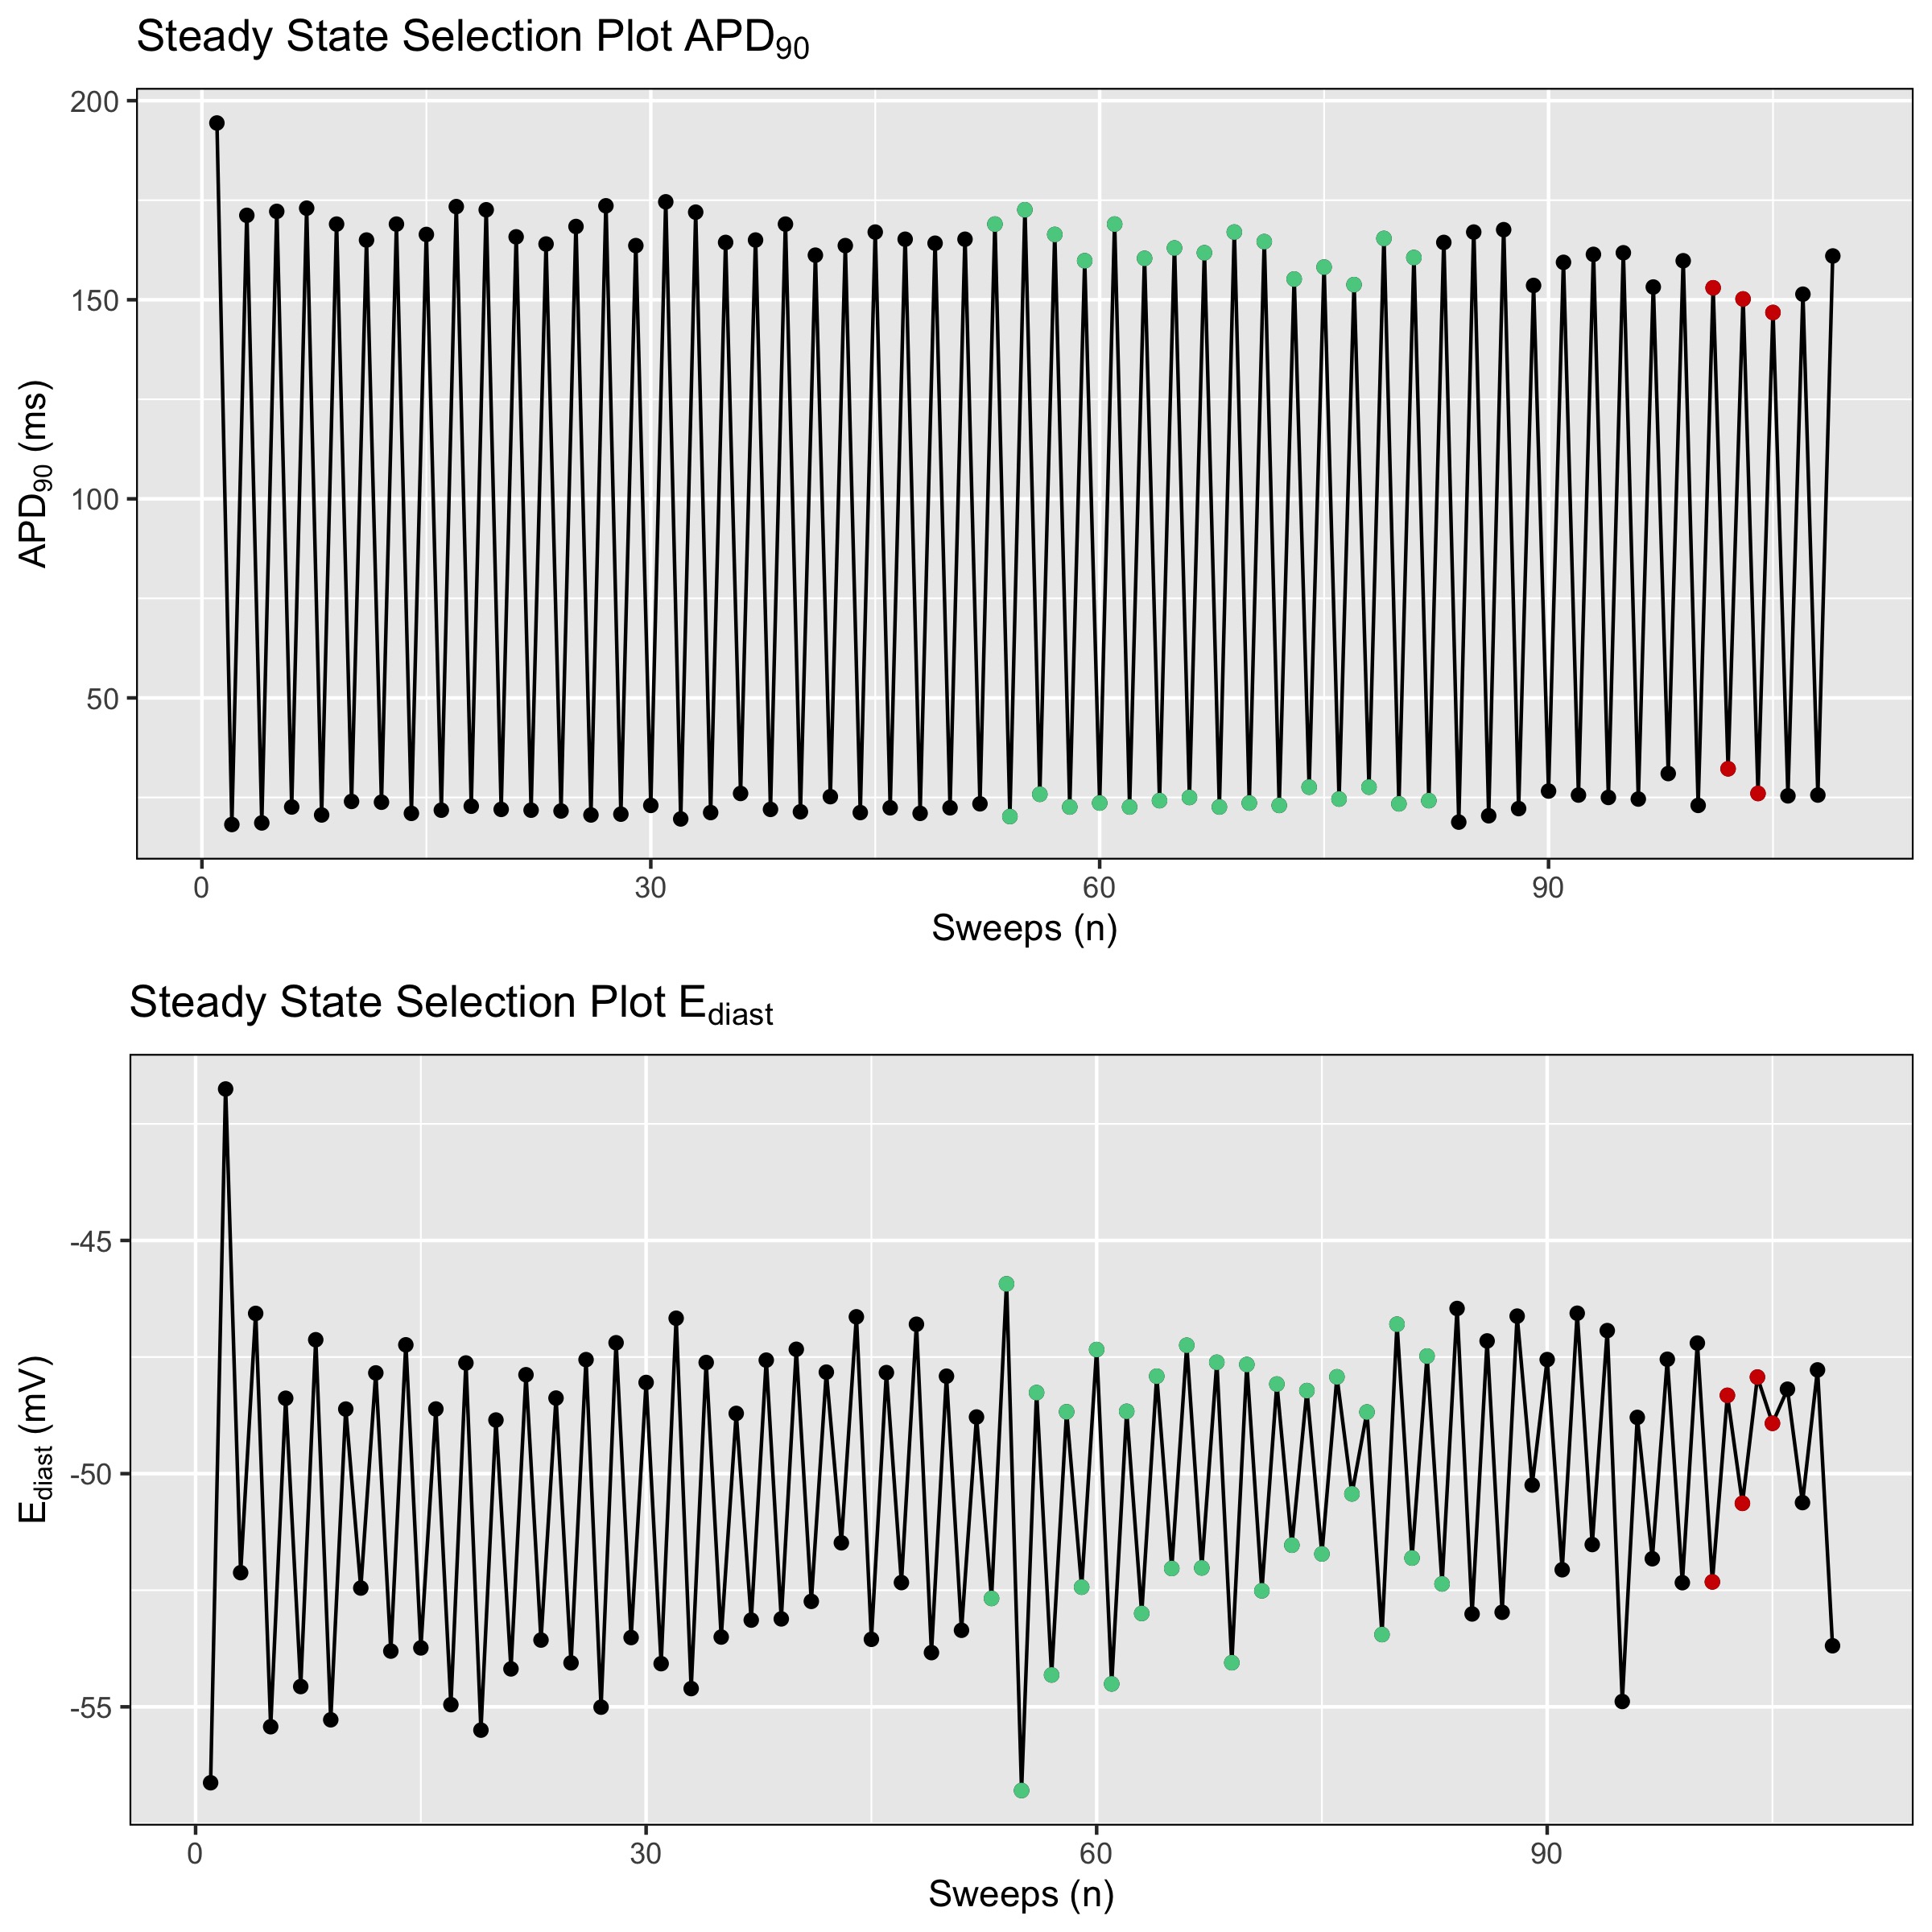 Steady State Selection Plot APD90
200
150
100
50
APD90 (ms)
0 30 60 90
Sweeps (n)
Steady State Selection Plot Ediast
-45
-50
-55
Ediast (mV)
0 30 60 90
Sweeps (n)